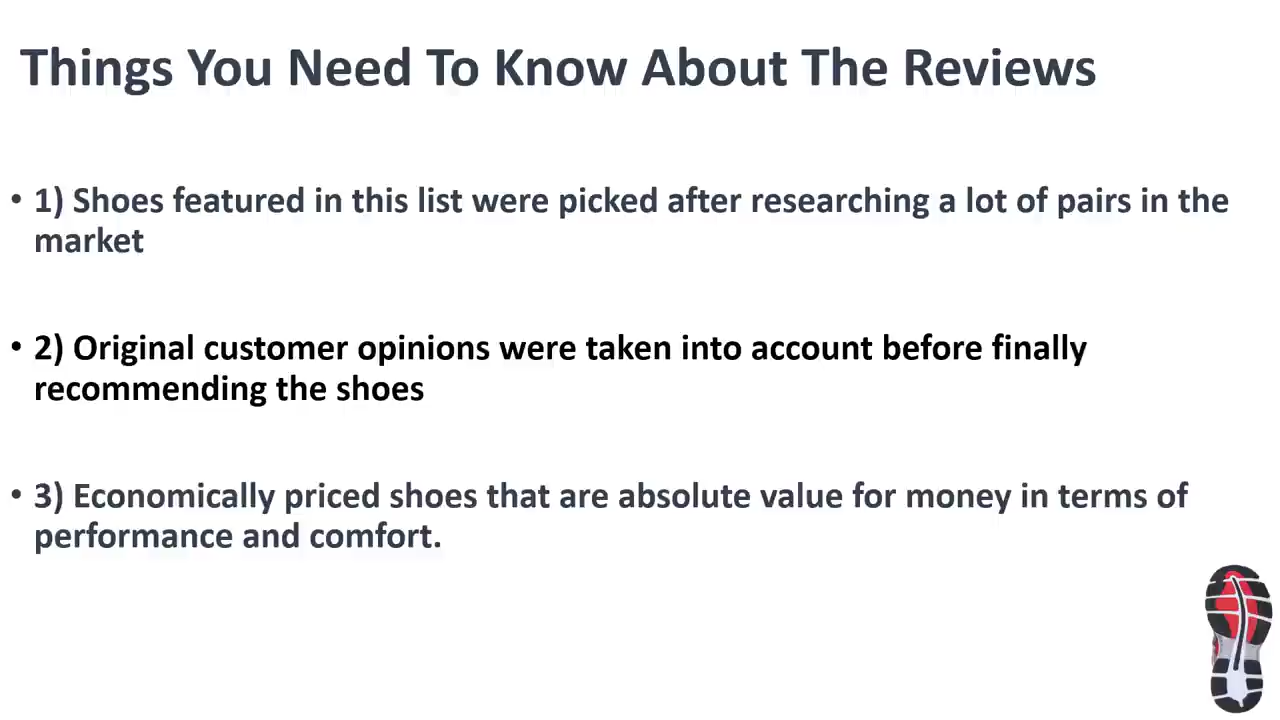 Things You Need To Know About The Reviews
• 1) Shoes featured in this list were picked after researching a lot of pairs in the
market
• 2) Original customer opinions were taken into account before finally
recommending the shoes
• 3) Economically priced shoes that are absolute value for money in terms of
performance and comfort.